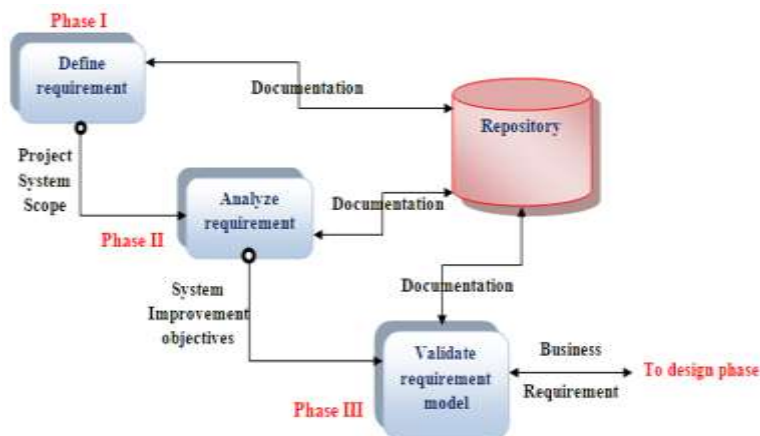 Phase I
Define
requirement
Documentation
Repository
Project
System
Scope
Analyze
requirement
Documentation
Phase II
System
Improvement
objectives
Documentation
Validate
requirement
model
Phase III
Business
Requirement
To design phase